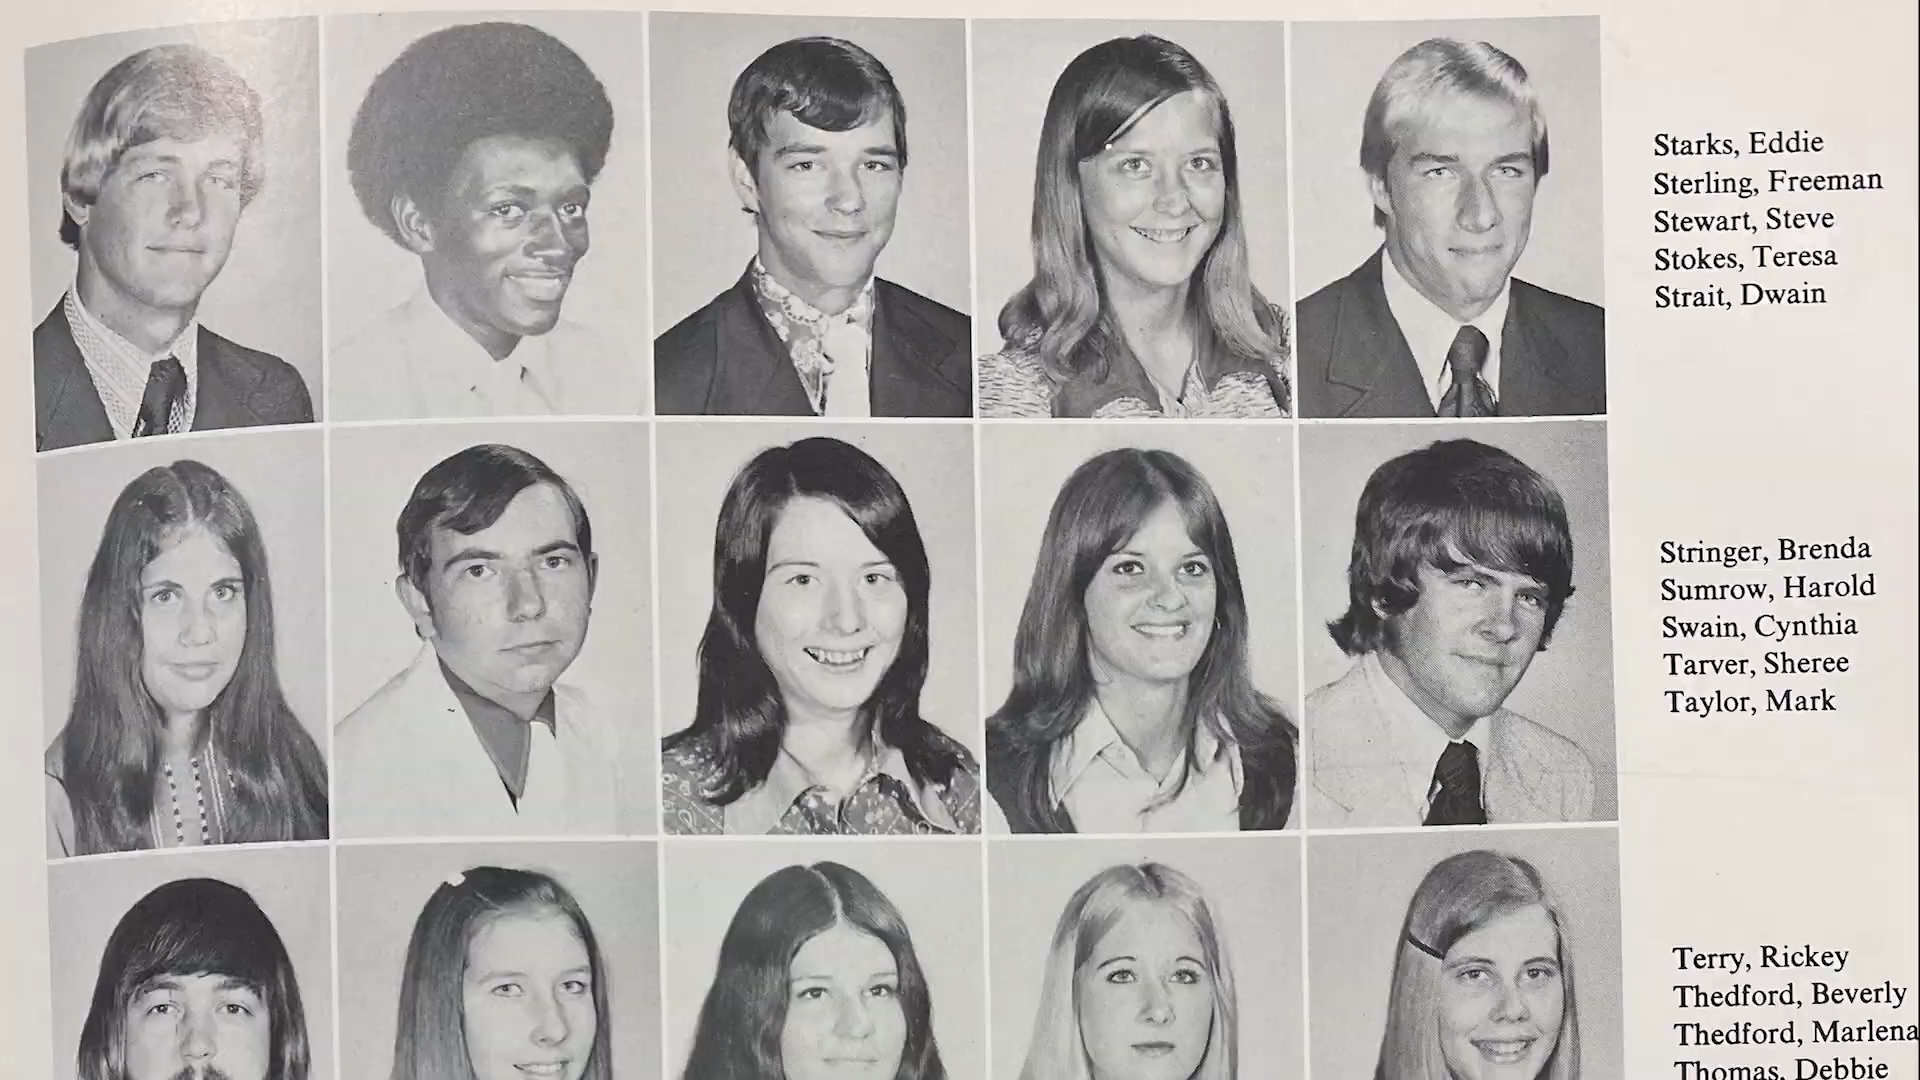 Starks, Eddie
Sterling, Freeman
Stewart, Steve
Stokes, Teresa
Strait, Dwain
Stringer, Brenda
Sumrow, Harold
Swain, Cynthia
Tarver, Sheree
Taylor, Mark
Terry, Rickey
Thedford, Beverly
Thedford, Marlena
Thomas, Debbie